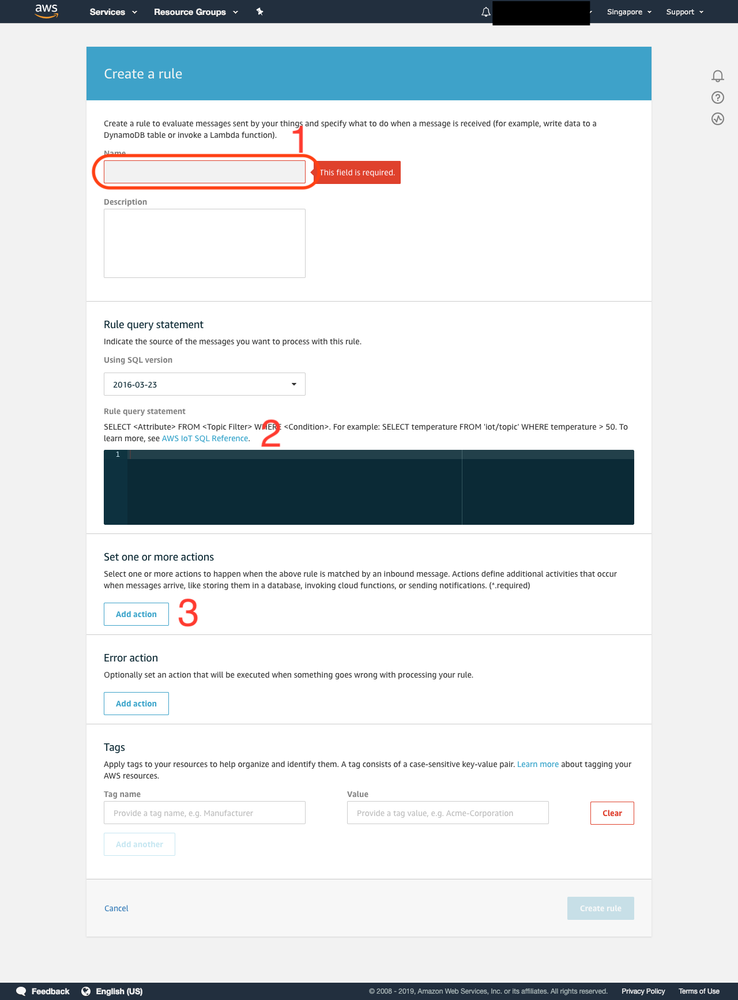 aws Services Resource Groups Singapore Support
Create a rule
Create a rule to evaluate messages sent by your things and specify what to do when a message is received (for example, write data to a
DynamoDB table or invoke a Lambda function).
1
Name
This field is required.
Description
Rule query statement
Indicate the source of the messages you want to process with this rule.
Using SQL version
2016-03-23
Rule query statement
SELECT <Attribute> FROM <Topic Filter> WHERE <Condition>. For example: SELECT temperature FROM 'iot/topic' WHERE temperature > 50. To
learn more, see AWS IoT SQL Reference.
2
1
Set one or more actions
Select one or more actions to happen when the above rule is matched by an inbound message. Actions define additional activities that occur
when messages arrive, like storing them in a database, invoking cloud functions, or sending notifications. (*.required)
Add action 3
Error action
Optionally set an action that will be executed when something goes wrong with processing your rule.
Add action
Tags
Apply tags to your resources to help organize and identify them. A tag consists of a case-sensitive key-value pair. Learn more about tagging your
AWS resources.
Tag name Value
Provide a tag name, e.g. Manufacturer Provide a tag value, e.g. Acme-Corporation Clear
Add another
Cancel Create rule
Feedback English (US) © 2008 - 2019, Amazon Web Services, Inc. or its affiliates. All rights reserved. Privacy Policy Terms of Use